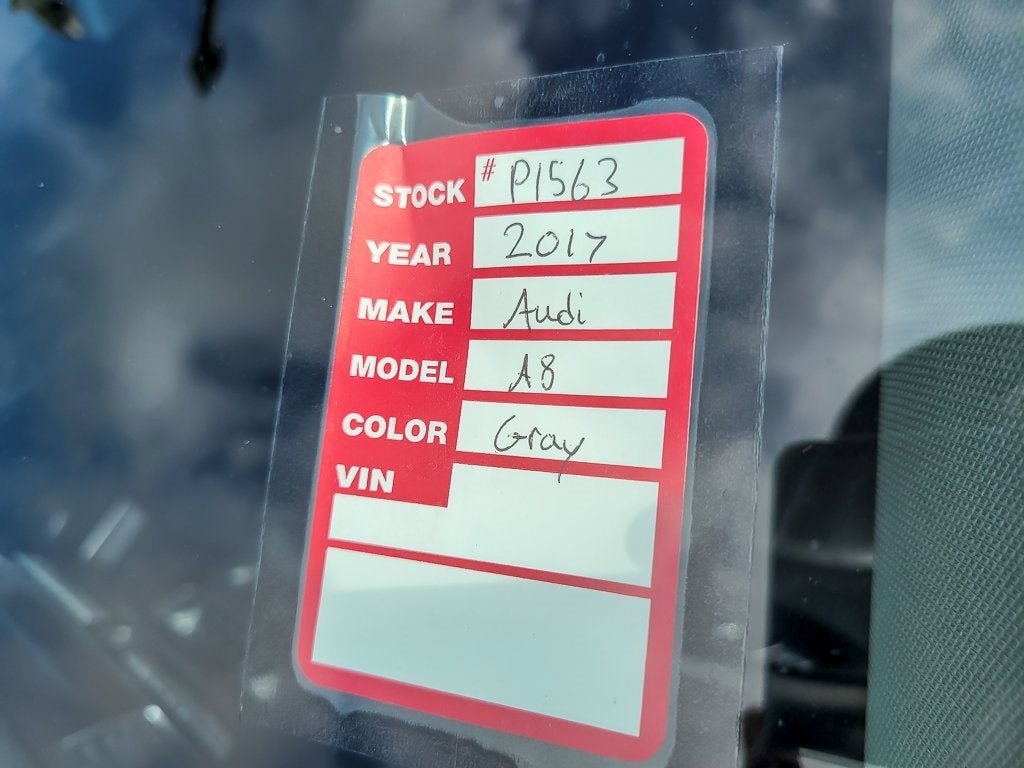 STOCK # P1563
YEAR 2017
MAKE Audi
MODEL A8
COLOR Gray
VIN